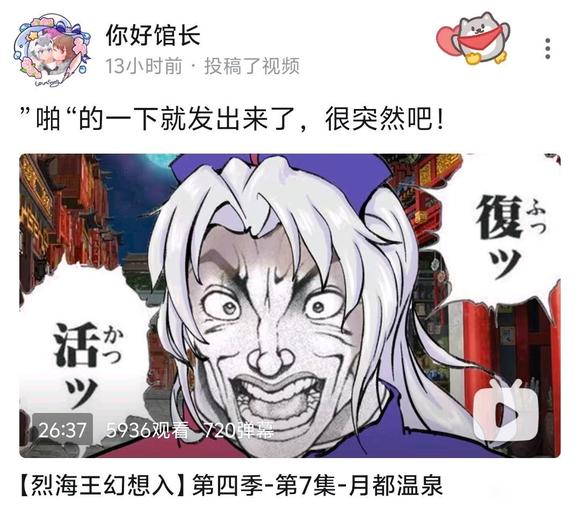 你好馆长
13小时前 · 投稿了视频
”啪“的一下就发出来了，很突然吧！
復ッ
ふっ
活ッ
かつ
26:37 5936观看 720弹幕
【烈海王幻想入】第四季-第7集-月都温泉